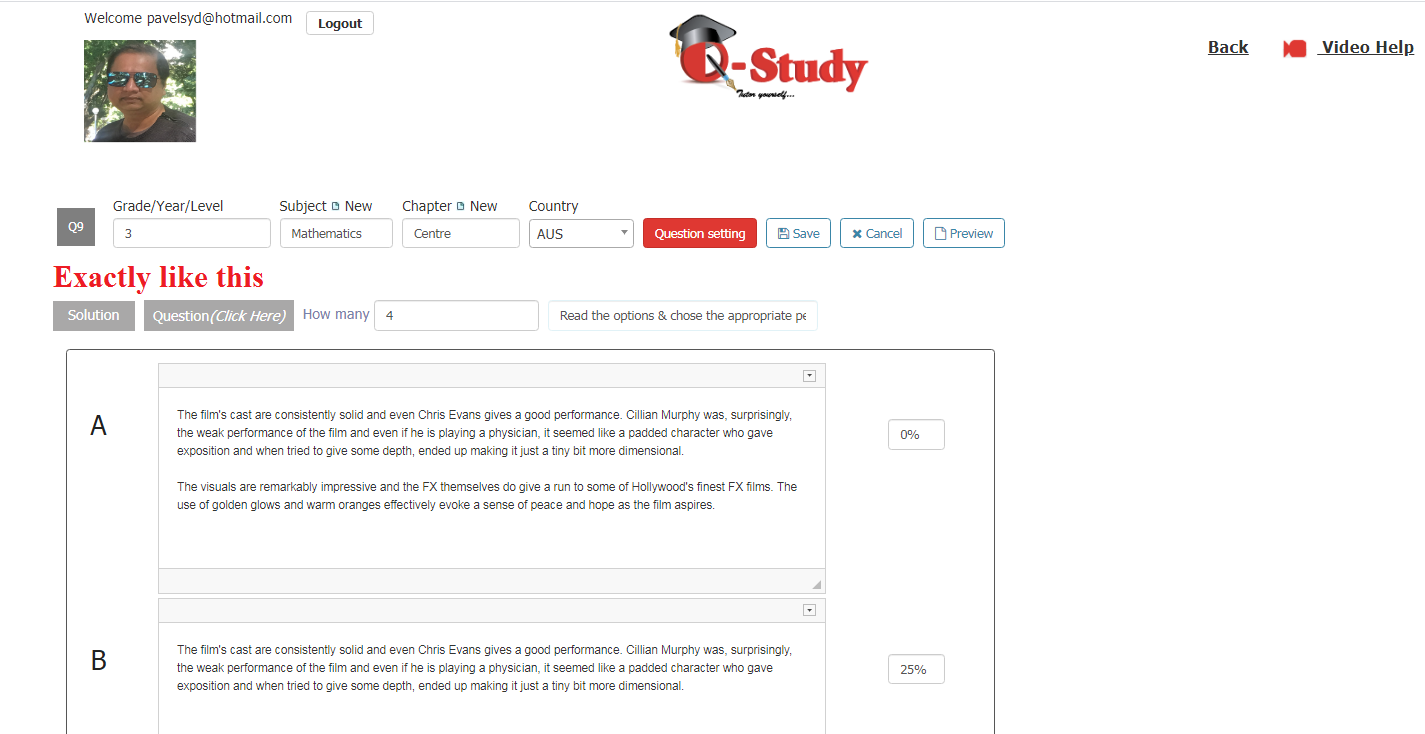 Welcome pavelsyd@hotmail.com Logout
Q-Study
Tutor yourself...
Back Video Help
Grade/Year/Level Subject New Chapter New Country
Q9 3 Mathematics Centre AUS Question setting Save Cancel Preview
Exactly like this
Solution Question(Click Here) How many 4 Read the options & chose the appropriate pe
A
The film's cast are consistently solid and even Chris Evans gives a good performance. Cillian Murphy was, surprisingly,
the weak performance of the film and even if he is playing a physician, it seemed like a padded character who gave
exposition and when tried to give some depth, ended up making it just a tiny bit more dimensional.
The visuals are remarkably impressive and the FX themselves do give a run to some of Hollywood's finest FX films. The
use of golden glows and warm oranges effectively evoke a sense of peace and hope as the film aspires.
0%
B
The film's cast are consistently solid and even Chris Evans gives a good performance. Cillian Murphy was, surprisingly,
the weak performance of the film and even if he is playing a physician, it seemed like a padded character who gave
exposition and when tried to give some depth, ended up making it just a tiny bit more dimensional.
25%